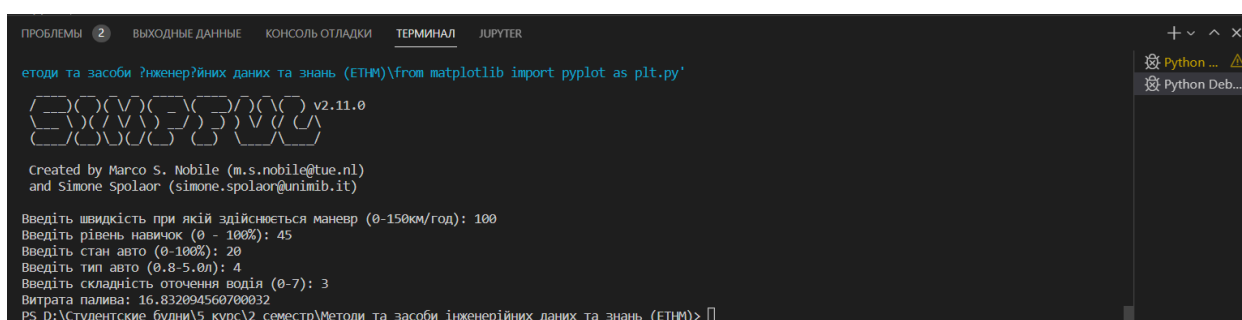 ПРОБЛЕМЫ 2 ВЫХОДНЫЕ ДАННЫЕ КОНСОЛЬ ОТЛАДКИ ТЕРМИНАЛ JUPYTER
етоди та засоби ?нженер?йних даних та знань (ЕТНМ)\from matplotlib import pyplot as plt.py'
Python ...
Python Deb...
v2.11.0
Created by Marco S. Nobile (m.s.nobile@tue.nl)
and Simone Spolaor (simone.spolaor@unimib.it)
Введіть швидкість при якій здійснюється маневр (0-150км/год): 100
Введіть рівень навичок (0 - 100%): 45
Введіть стан авто (0-100%): 20
Введіть тип авто (0.8-5.0л): 4
Введіть складність оточення водія (0-7): 3
Витрата палива: 16.832094560700032
PS D:\Студентские будни\5 курс\2 семестр\Методи та засоби інженерійних даних та знань (ЕТНМ)>